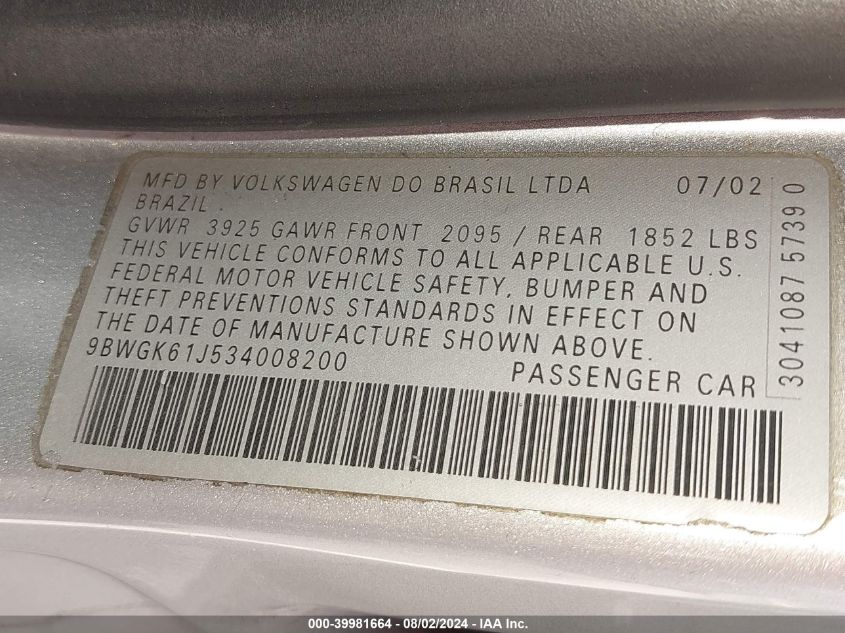 MFD BY VOLKSWAGEN DO BRASIL LTDA 07/02
BRAZIL .
GVWR 3925 GAWR FRONT 2095 / REAR 1852 LBS
THIS VEHICLE CONFORMS TO ALL APPLICABLE U.S.
FEDERAL MOTOR VEHICLE SAFETY, BUMPER AND
THEFT PREVENTIONS STANDARDS IN EFFECT ON
THE DATE OF MANUFACTURE SHOWN ABOVE.
9BWGK61J534008200 PASSENGER CAR
3041087 5739 0
000-39981664 - 08/02/2024 - IAA Inc.